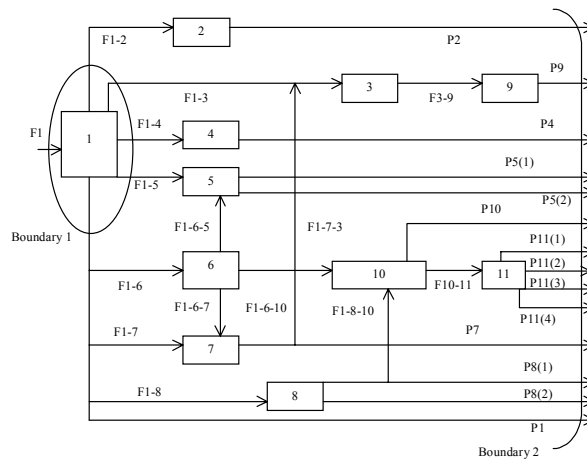 2
F1-2
P2
P9
F1-3
3
F3-9
9
F1
F1-4
1
4
P4
P5(1)
F1-5
5
P5(2)
P10
F1-6-5
F1-7-3
Boundary 1
P11(1)
6
10
11
P11(2)
F1-6
F10-11
P11(3)
F1-6-7
F1-6-10
F1-8-10
P11(4)
F1-7
7
P7
P8(1)
F1-8
8
P8(2)
P1
Boundary 2